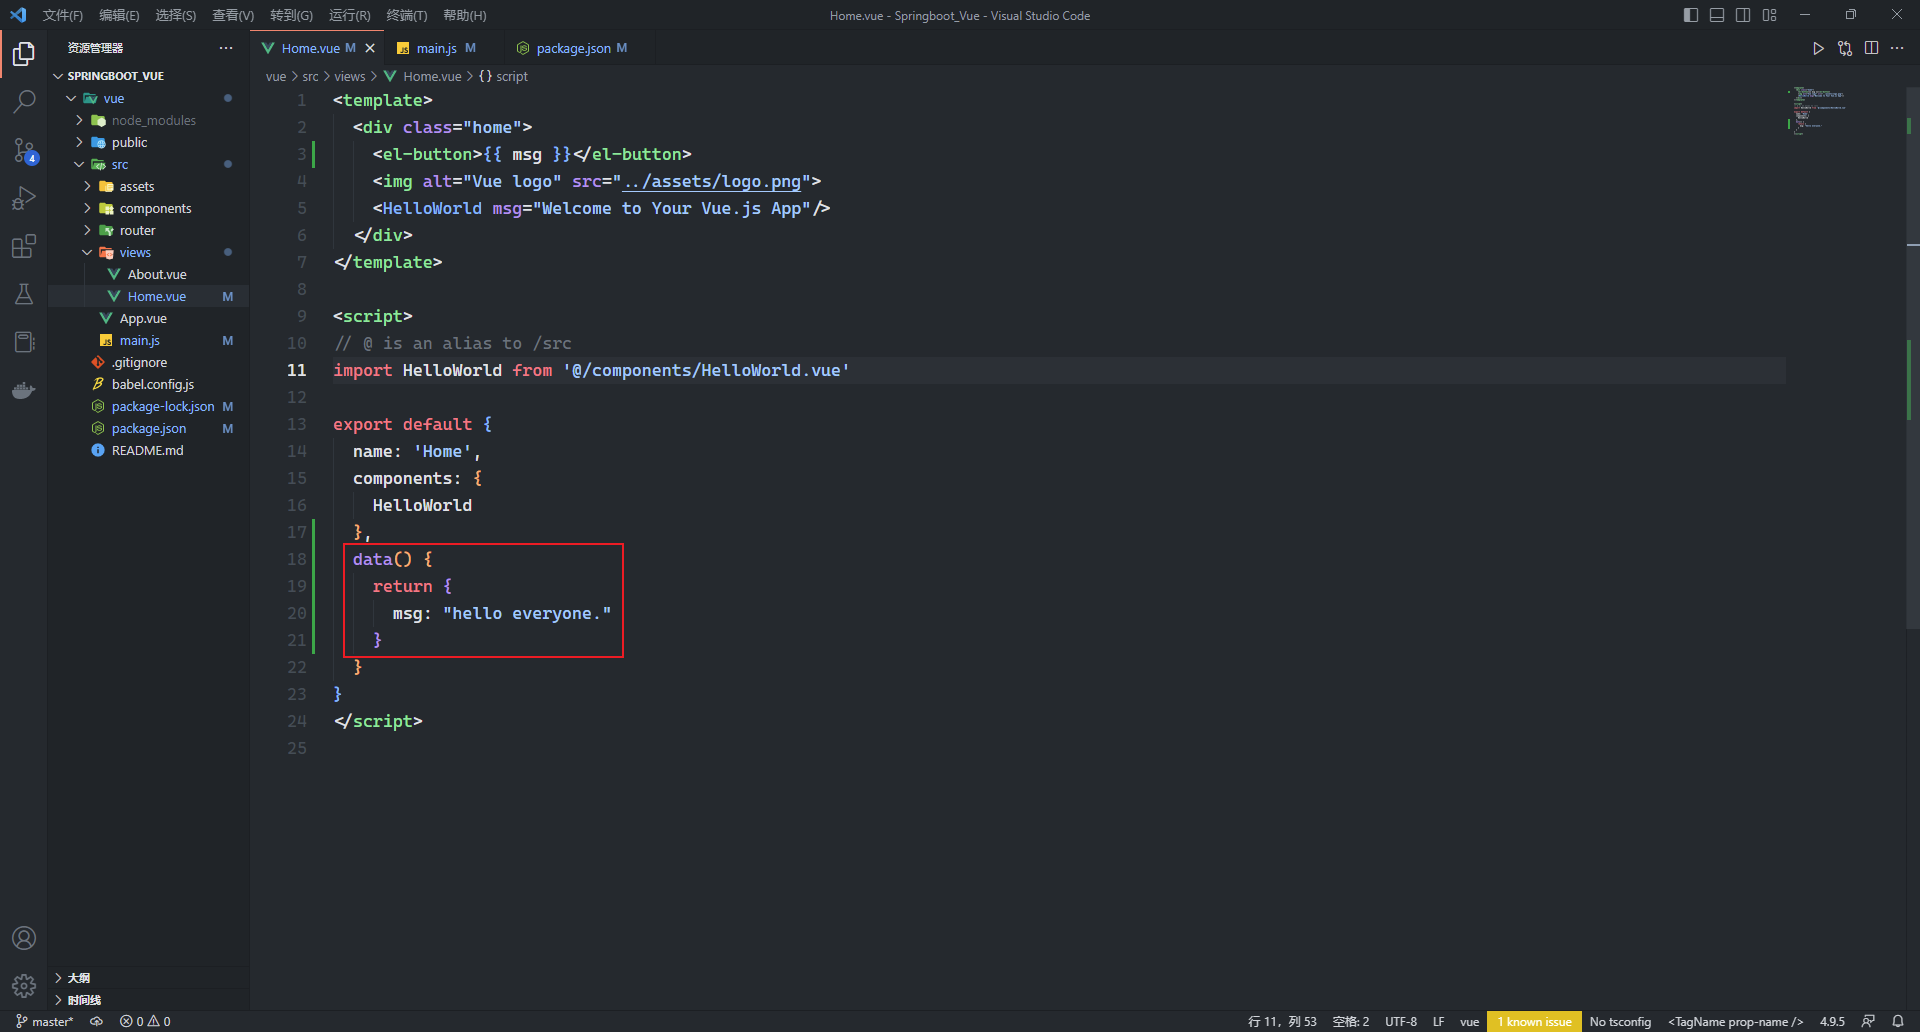 文件(F) 编辑(E) 选择(S) 查看(V) 转到(G) 运行(R) 终端(T) 帮助(H)
Home.vue - Springboot_Vue - Visual Studio Code
资源管理器 ···
SPRINGBOOT_VUE
vue
node_modules
public
src
assets
components
router
views
About.vue
Home.vue M
App.vue
main.js M
.gitignore
babel.config.js
package-lock.json M
package.json M
README.md
大纲
时间线
4
Home.vue M main.js M package.json M
vue > src > views > Home.vue > {} script
1 <template>
2 <div class="home">
3 <el-button>{{ msg }}</el-button>
4 <img alt="Vue logo" src="../assets/logo.png">
5 <HelloWorld msg="Welcome to Your Vue.js App"/>
6 </div>
7 </template>
8
9 <script>
10 // @ is an alias to /src
11 import HelloWorld from '@/components/HelloWorld.vue'
12
13 export default {
14 name: 'Home',
15 components: {
16 HelloWorld
17 },
18 data() {
19 return {
20 msg: "hello everyone."
21 }
22 }
23 }
24 </script>
25
master* 0 0 行 11，列 53 空格: 2 UTF-8 LF vue 1 known issue No tsconfig <TagName prop-name /> 4.9.5